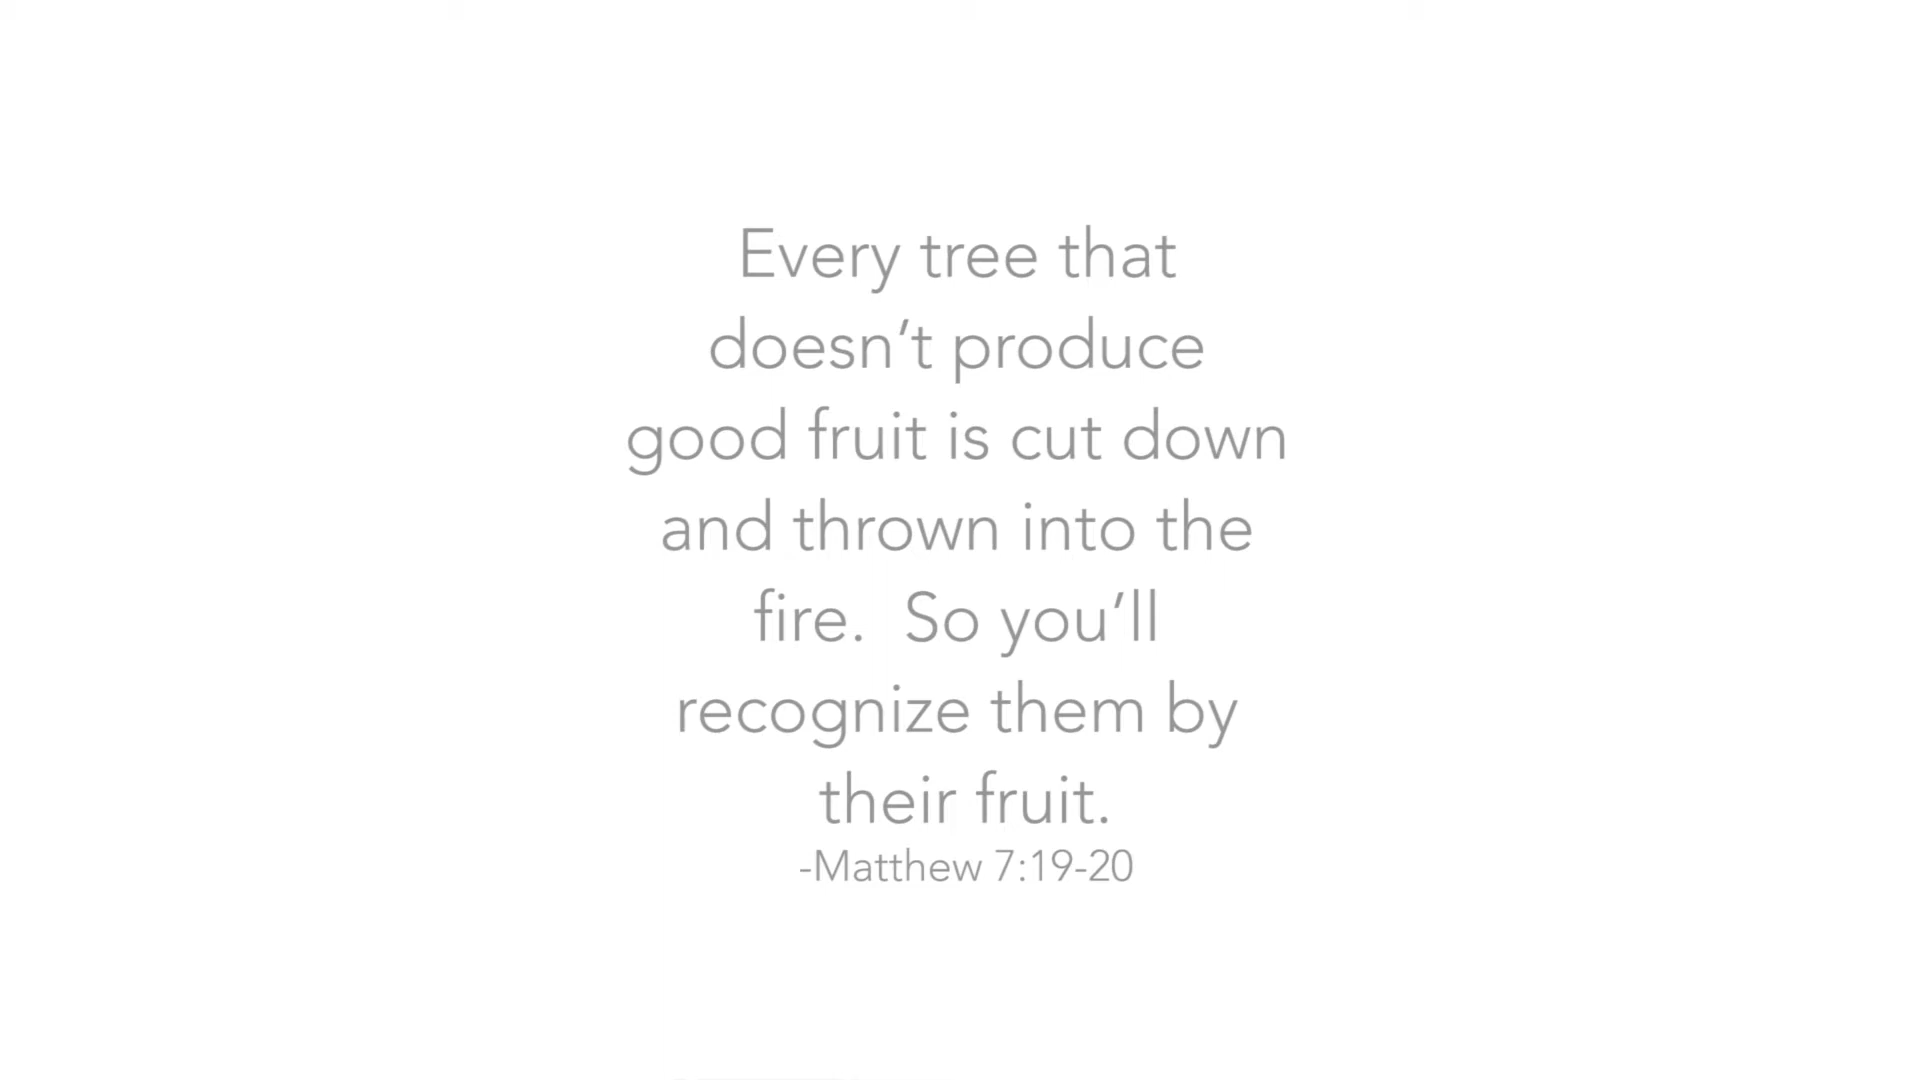 Every tree that
doesn’t produce
good fruit is cut down
and thrown into the
fire.  So you’ll
recognize them by
their fruit.
-Matthew 7:19-20